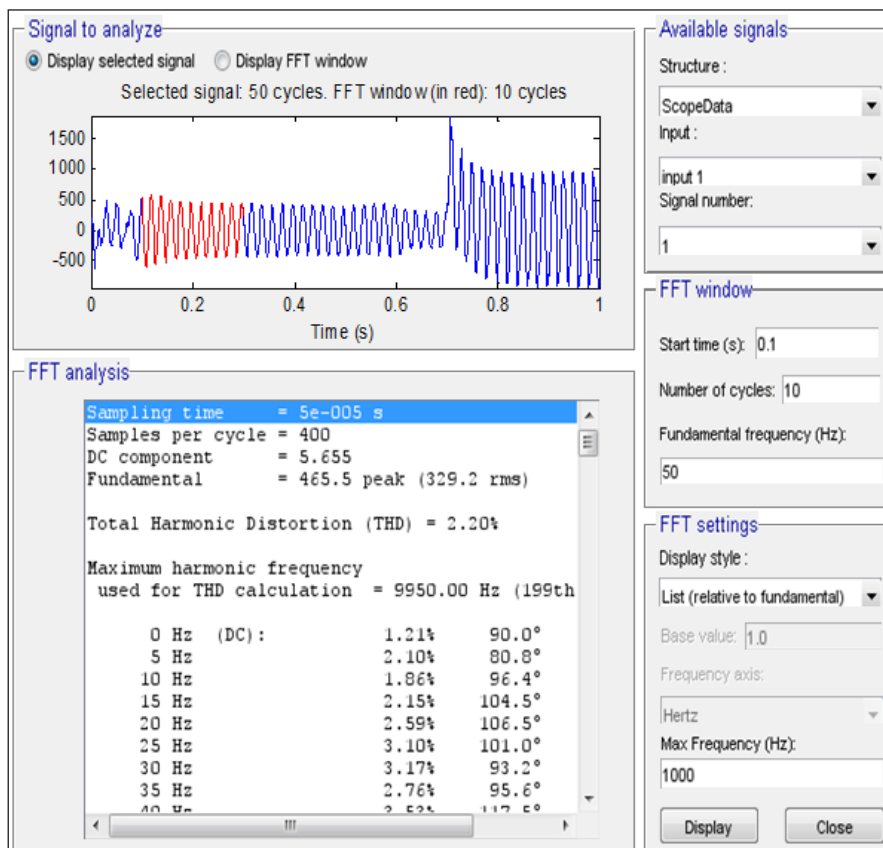 Signal to analyze
Display selected signal Display FFT window
Selected signal: 50 cycles. FFT window (in red): 10 cycles
1500
1000
500
0
-500
0 0.2 0.4 0.6 0.8 1
Time (s)
FFT analysis
Sampling time = 5e-005 s
Samples per cycle = 400
DC component = 5.655
Fundamental = 465.5 peak (329.2 rms)
Total Harmonic Distortion (THD) = 2.20%
Maximum harmonic frequency
used for THD calculation = 9950.00 Hz (199th
0 Hz (DC): 1.21% 90.0°
5 Hz 2.10% 80.8°
10 Hz 1.86% 96.4°
15 Hz 2.15% 104.5°
20 Hz 2.59% 106.5°
25 Hz 3.10% 101.0°
30 Hz 3.17% 93.2°
35 Hz 2.76% 95.6°
40 Hz
Available signals
Structure :
ScopeData
Input :
input 1
Signal number:
1
FFT window
Start time (s): 0.1
Number of cycles: 10
Fundamental frequency (Hz):
50
FFT settings
Display style :
List (relative to fundamental)
Base value: 1.0
Frequency axis:
Hertz
Max Frequency (Hz):
1000
Display Close